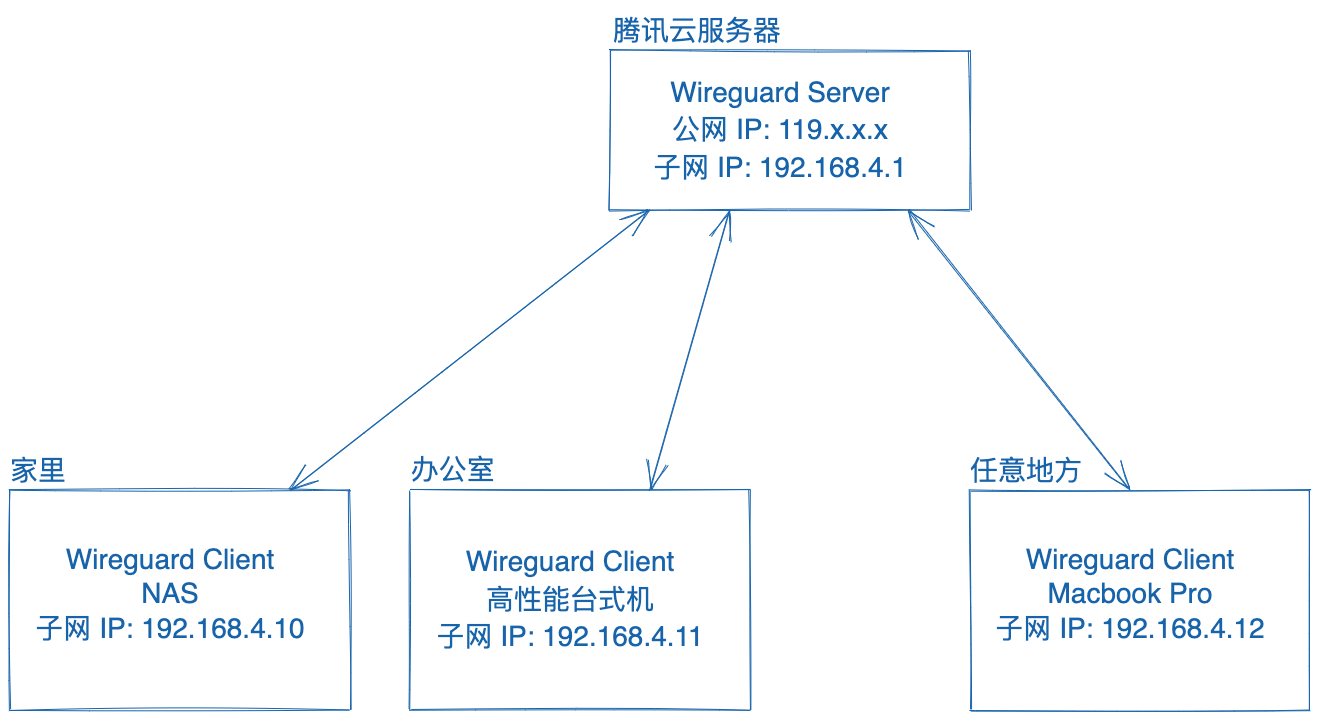 腾讯云服务器
Wireguard Server
公网 IP: 119.x.x.x
子网 IP: 192.168.4.1
家里
Wireguard Client
NAS
子网 IP: 192.168.4.10
办公室
Wireguard Client
高性能台式机
子网 IP: 192.168.4.11
任意地方
Wireguard Client
Macbook Pro
子网 IP: 192.168.4.12